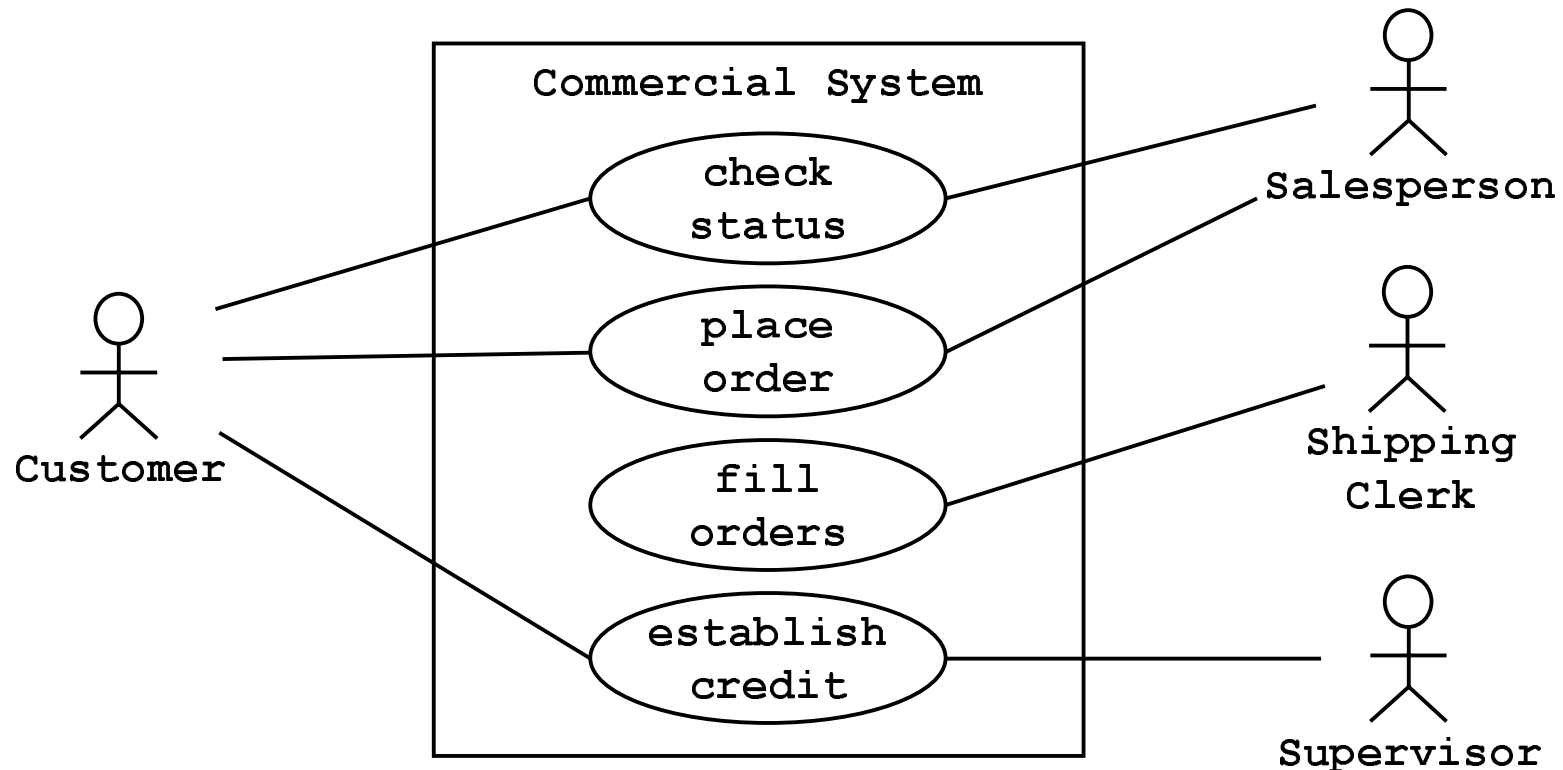 Commercial System
check
status
place
order
fill
orders
establish
credit
Customer
Salesperson
Shipping
Clerk
Supervisor